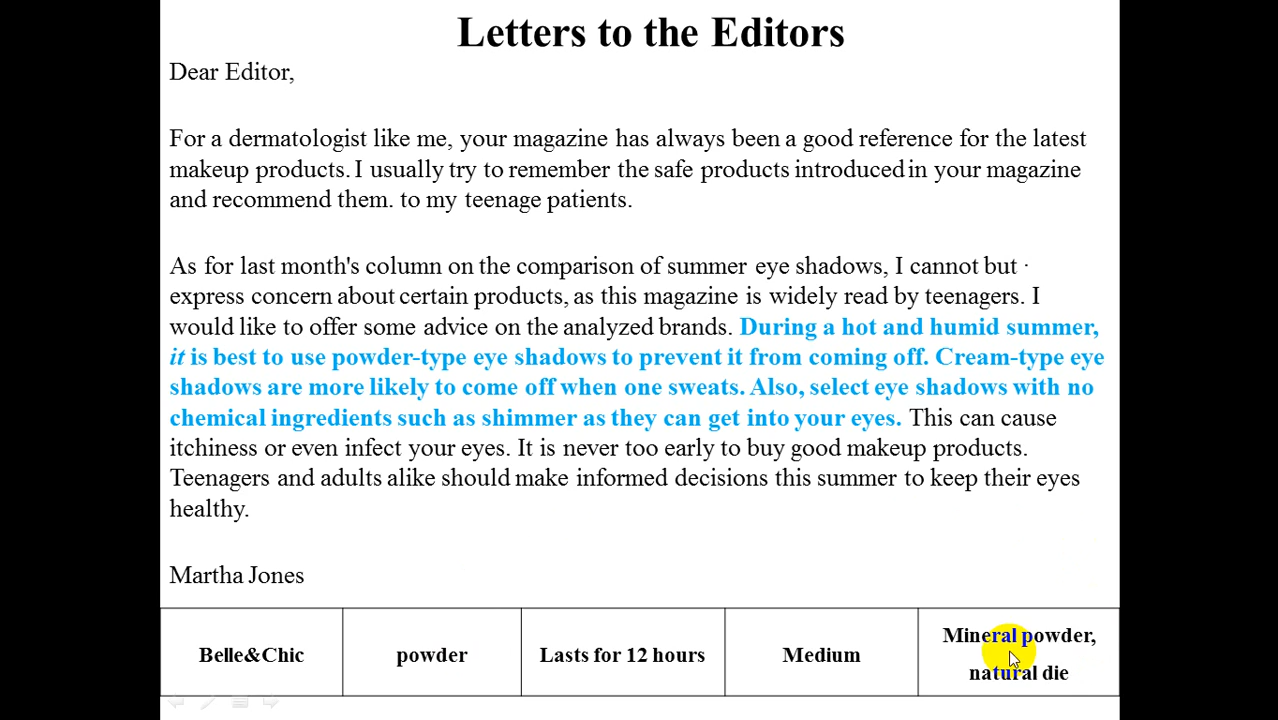 Letters to the Editors
Dear Editor,
For a dermatologist like me, your magazine has always been a good reference for the latest
makeup products. I usually try to remember the safe products introduced in your magazine
and recommend them. to my teenage patients.
As for last month's column on the comparison of summer eye shadows, I cannot but ·
express concern about certain products, as this magazine is widely read by teenagers. I
would like to offer some advice on the analyzed brands. During a hot and humid summer,
it is best to use powder-type eye shadows to prevent it from coming off. Cream-type eye
shadows are more likely to come off when one sweats. Also, select eye shadows with no
chemical ingredients such as shimmer as they can get into your eyes. This can cause
itchiness or even infect your eyes. It is never too early to buy good makeup products.
Teenagers and adults alike should make informed decisions this summer to keep their eyes
healthy.
Martha Jones
Belle&Chic
powder
Lasts for 12 hours
Medium
Mineral powder,
natural die